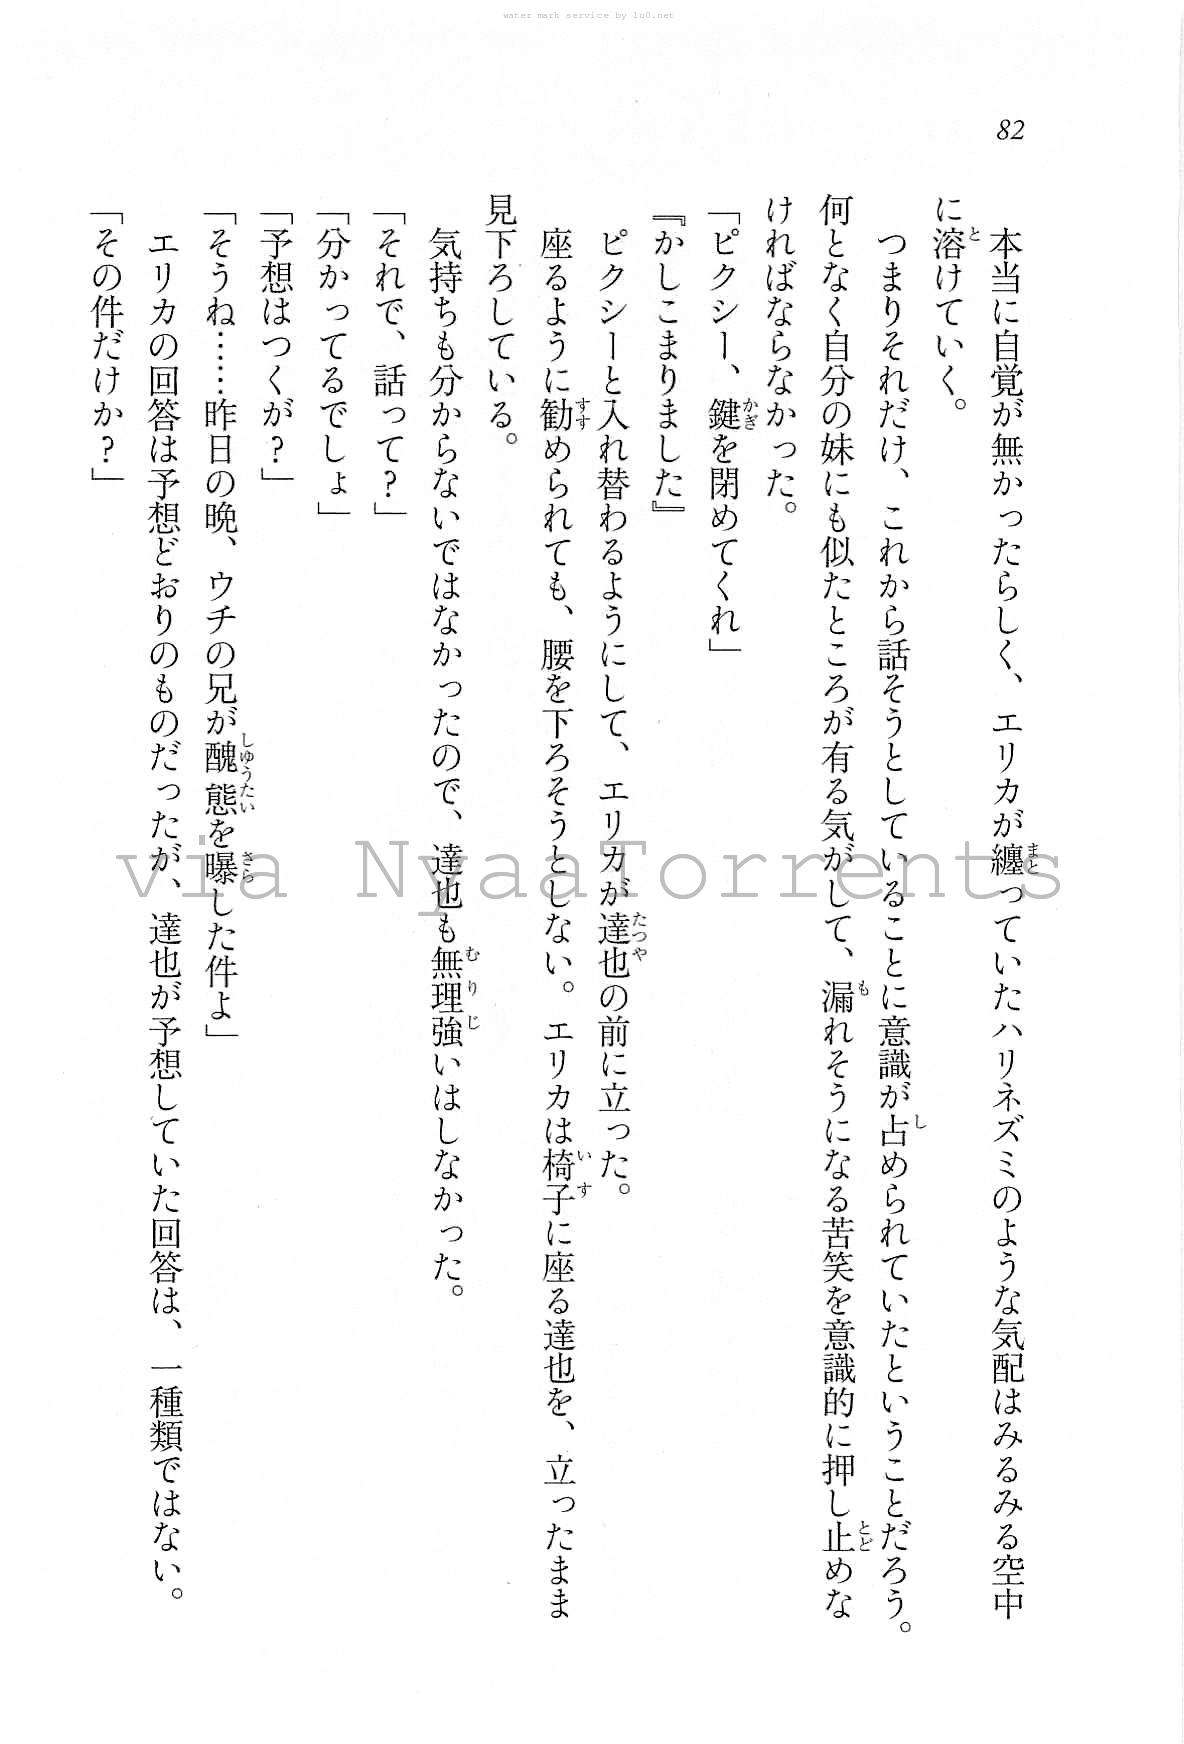 water mark service by lu0.net
82
本当に自覚が無かったらしく、エリカが纏っていたハリネズミのような気配はみるみる空中
に溶けていく。
つまりそれだけ、これから話そうとしていることに意識が占められていたということだろう。
何となく自分の妹にも似たところが有る気がして、漏れそうになる苦笑を意識的に押し止めな
ければならなかった。
「ピクシー、鍵を閉めてくれ」
『かしこまりました』
ピクシーと入れ替わるようにして、エリカが達也の前に立った。
座るように勧められても、腰を下ろそうとしない。エリカは椅子に座る達也を、立ったまま
見下ろしている。
気持ちも分からないではなかったので、達也も無理強いはしなかった。
「それで、話って？」
「分かってるでしょ」
「予想はつくが？」
「そうね……昨日の晩、ウチの兄が醜態を曝した件よ」
エリカの回答は予想どおりのものだったが、達也が予想していた回答は、一種類ではない。
「その件だけか？」
via NyaaTorrents